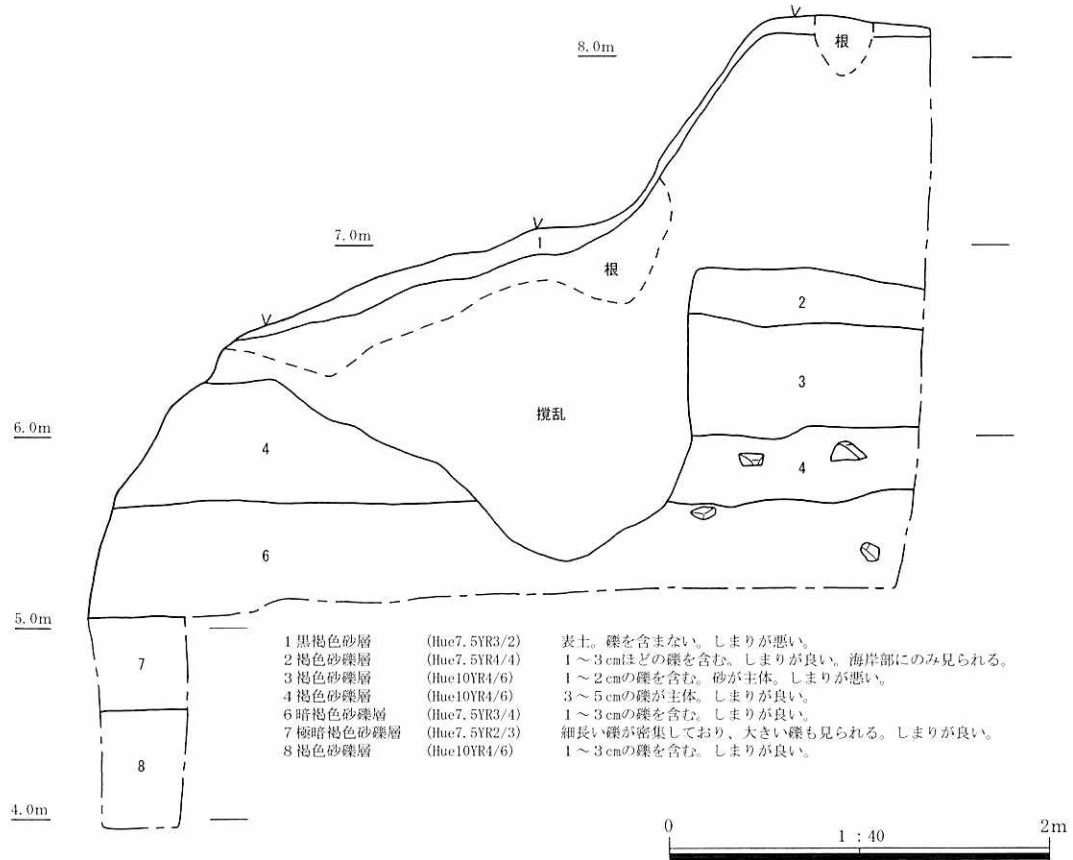 8.0m
根
7.0m
1
根
2
3
撹乱
6.0m
4
4
6
5.0m
7
8
4.0m
1 黒褐色砂層 (Hue7.5YR3/2) 表土。礫を含まない。しまりが悪い。
2 褐色砂礫層 (Hue7.5YR4/4) 1～3cmほどの礫を含む。しまりが良い。海岸部にのみ見られる。
3 褐色砂礫層 (Hue10YR4/6) 1～2cmの礫を含む。砂が主体。しまりが悪い。
4 褐色砂礫層 (Hue10YR4/6) 3～5cmの礫が主体。しまりが良い。
6 暗褐色砂礫層 (Hue7.5YR3/4) 1～3cmの礫を含む。しまりが良い。
7 極暗褐色砂礫層 (Hue7.5YR2/3) 細長い礫が密集しており、大きい礫も見られる。しまりが良い。
8 褐色砂礫層 (Hue10YR4/6) 1～3cmの礫を含む。しまりが良い。
0 2m
1 : 40